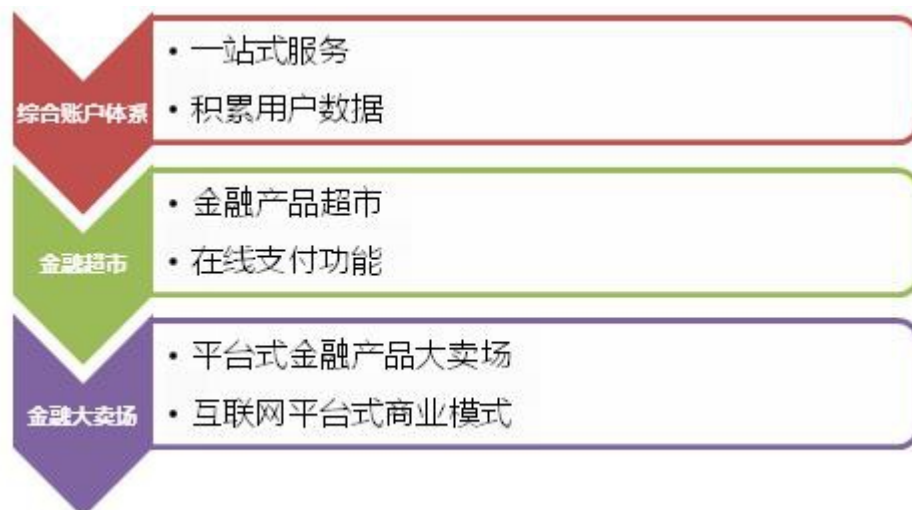 综合账户体系
• 一站式服务
• 积累用户数据
金融超市
• 金融产品超市
• 在线支付功能
金融大卖场
• 平台式金融产品大卖场
• 互联网平台式商业模式